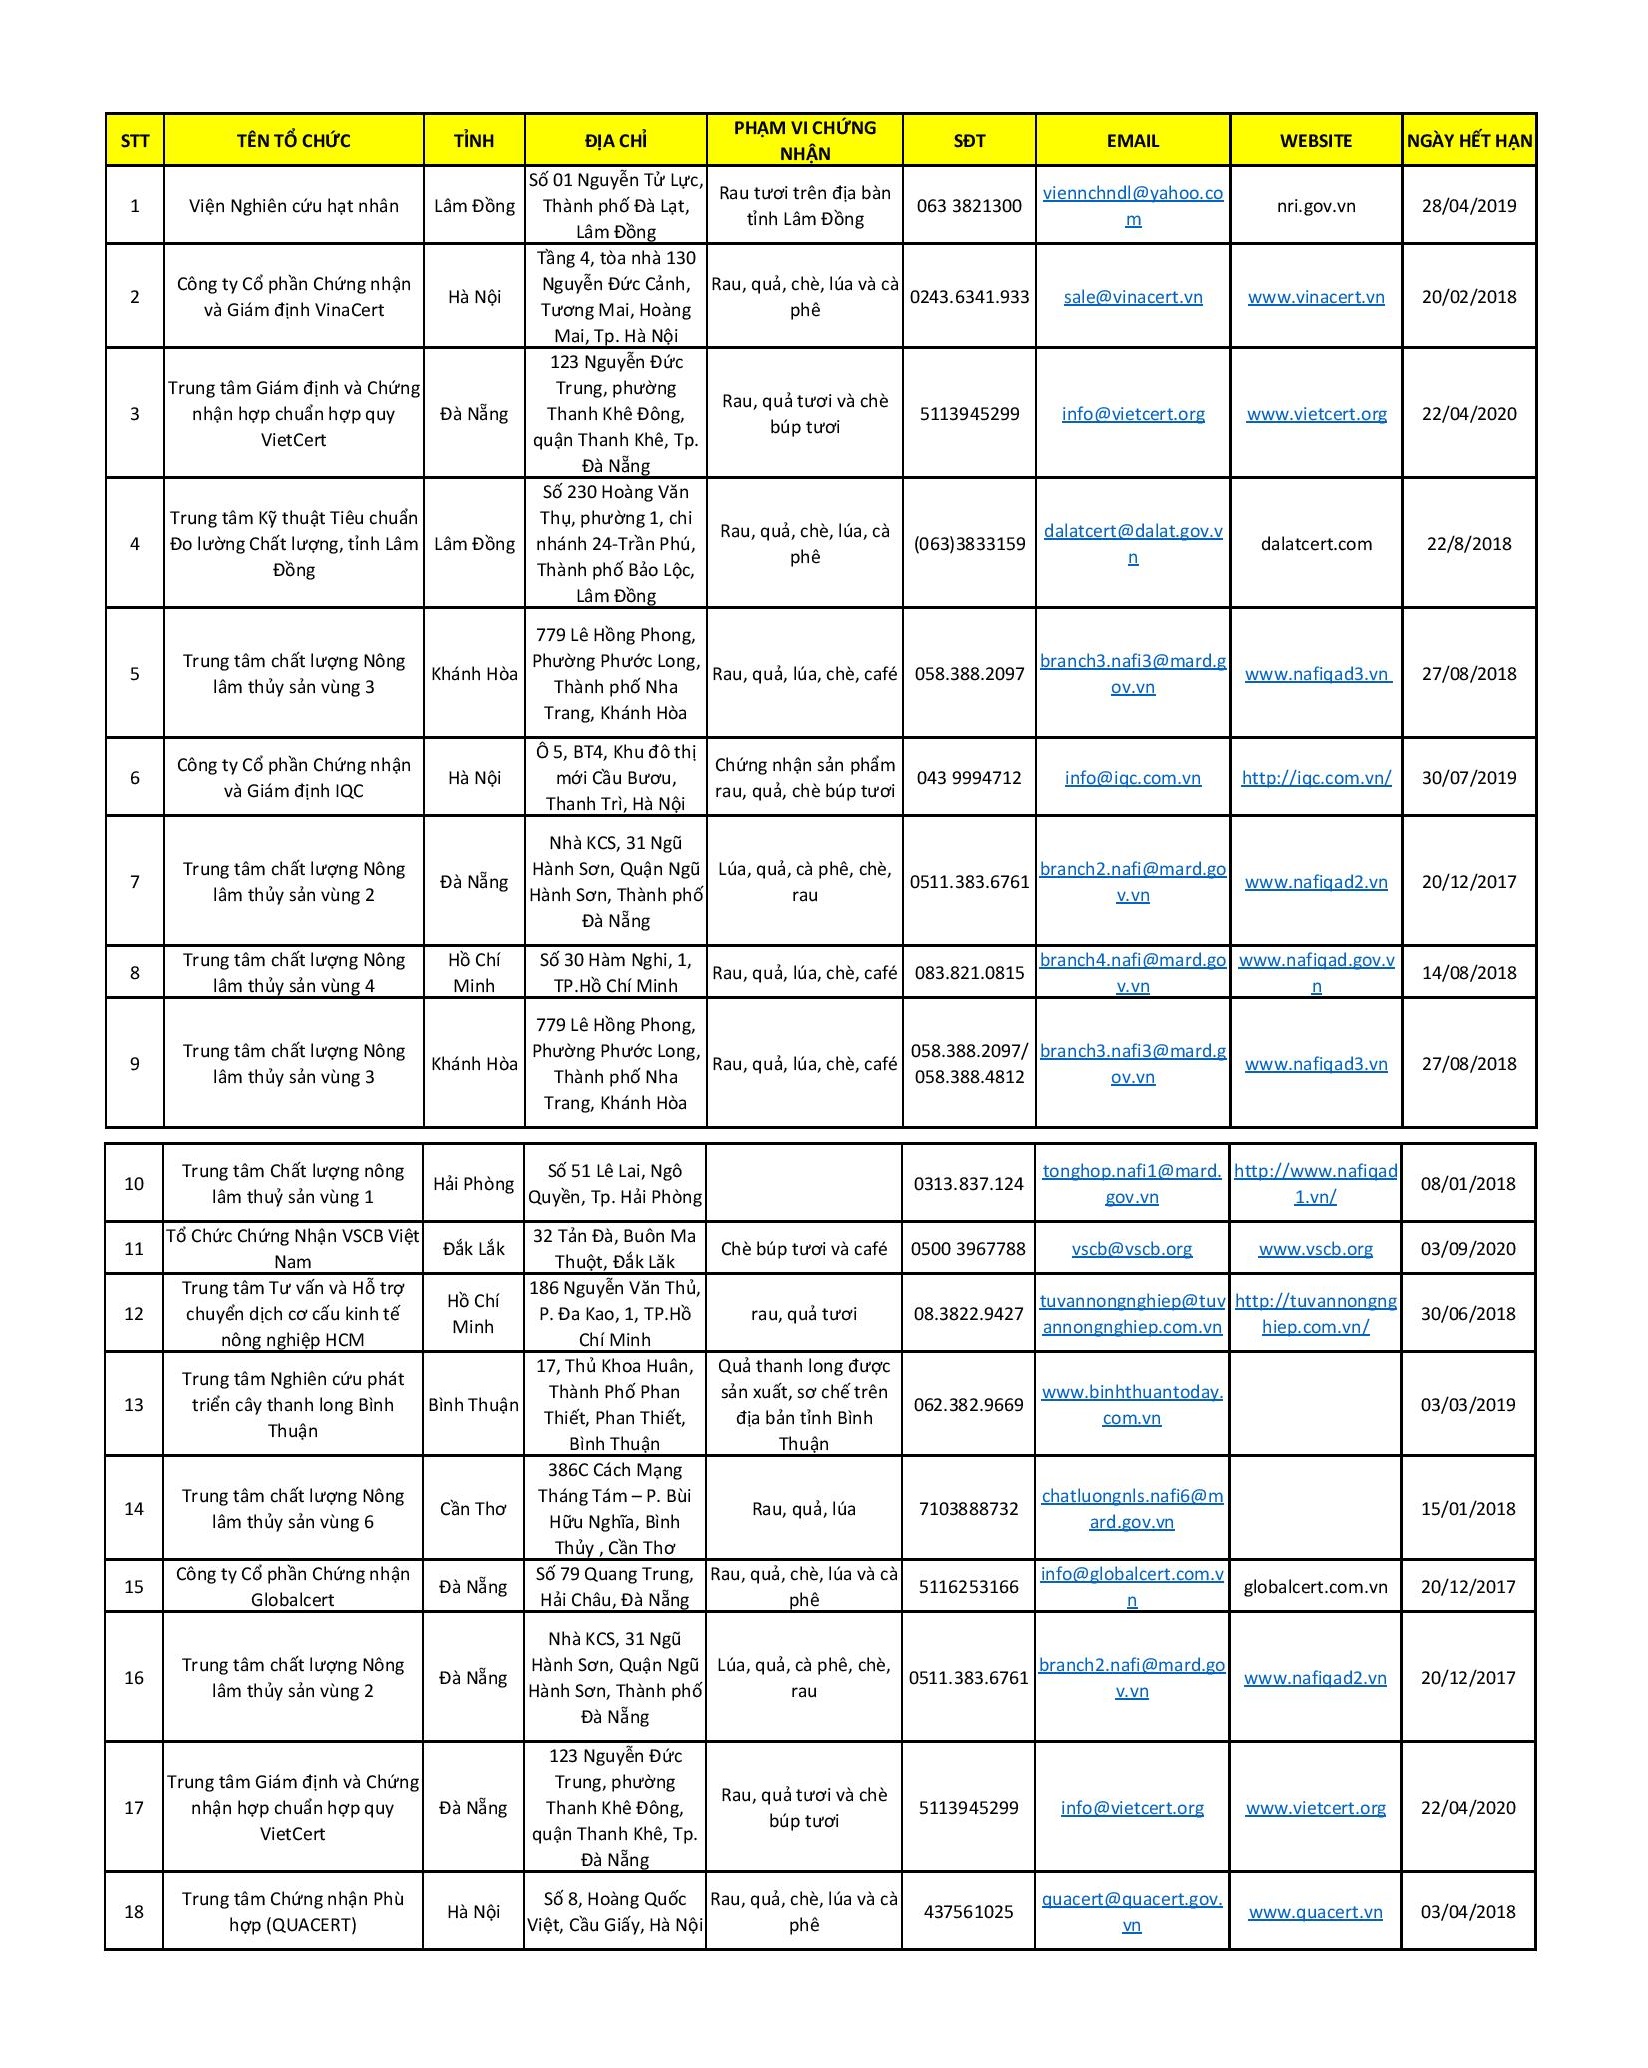 STT TÊN TỔ CHỨC TỈNH ĐỊA CHỈ PHẠM VI CHỨNG NHẬN SĐT EMAIL WEBSITE NGÀY HẾT HẠN
1 Viện Nghiên cứu hạt nhân Lâm Đồng Số 01 Nguyễn Tử Lực, Thành phố Đà Lạt, Lâm Đồng Rau tươi trên địa bàn tỉnh Lâm Đồng 063 3821300 viennchndl@yahoo.com nri.gov.vn 28/04/2019
2 Công ty Cổ phần Chứng nhận và Giám định VinaCert Hà Nội Tầng 4, tòa nhà 130 Nguyễn Đức Cảnh, Tương Mai, Hoàng Mai, Tp. Hà Nội Rau, quả, chè, lúa và cà phê 0243.6341.933 sale@vinacert.vn www.vinacert.vn 20/02/2018
3 Trung tâm Giám định và Chứng nhận hợp chuẩn hợp quy VietCert Đà Nẵng 123 Nguyễn Đức Trung, phường Thanh Khê Đông, quận Thanh Khê, Tp. Đà Nẵng Rau, quả tươi và chè búp tươi 5113945299 info@vietcert.org www.vietcert.org 22/04/2020
4 Trung tâm Kỹ thuật Tiêu chuẩn Đo lường Chất lượng, tỉnh Lâm Đồng Lâm Đồng Số 230 Hoàng Văn Thụ, phường 1, chi nhánh 24-Trần Phú, Thành phố Bảo Lộc, Lâm Đồng Rau, quả, chè, lúa, cà phê (063)3833159 dalatcert@dalat.gov.vn dalatcert.com 22/8/2018
5 Trung tâm chất lượng Nông lâm thủy sản vùng 3 Khánh Hòa 779 Lê Hồng Phong, Phường Phước Long, Thành phố Nha Trang, Khánh Hòa Rau, quả, lúa, chè, café 058.388.2097 branch3.nafi3@mard.gov.vn www.nafiqad3.vn 27/08/2018
6 Công ty Cổ phần Chứng nhận và Giám định IQC Hà Nội Ô 5, BT4, Khu đô thị mới Cầu Bươu, Thanh Trì, Hà Nội Chứng nhận sản phẩm rau, quả, chè búp tươi 043 9994712 info@iqc.com.vn http://iqc.com.vn/ 30/07/2019
7 Trung tâm chất lượng Nông lâm thủy sản vùng 2 Đà Nẵng Nhà KCS, 31 Ngũ Hành Sơn, Quận Ngũ Hành Sơn, Thành phố Đà Nẵng Lúa, quả, cà phê, chè, rau 0511.383.6761 branch2.nafi@mard.gov.vn www.nafiqad2.vn 20/12/2017
8 Trung tâm chất lượng Nông lâm thủy sản vùng 4 Hồ Chí Minh Số 30 Hàm Nghi, 1, TP.Hồ Chí Minh Rau, quả, lúa, chè, café 083.821.0815 branch4.nafi@mard.gov.vn www.nafiqad.gov.vn 14/08/2018
9 Trung tâm chất lượng Nông lâm thủy sản vùng 3 Khánh Hòa 779 Lê Hồng Phong, Phường Phước Long, Thành phố Nha Trang, Khánh Hòa Rau, quả, lúa, chè, café 058.388.2097/ 058.388.4812 branch3.nafi3@mard.gov.vn www.nafiqad3.vn 27/08/2018
10 Trung tâm Chất lượng nông lâm thuỷ sản vùng 1 Hải Phòng Số 51 Lê Lai, Ngô Quyền, Tp. Hải Phòng 0313.837.124 tonghop.nafi1@mard.gov.vn http://www.nafiqad1.vn/ 08/01/2018
11 Tổ Chức Chứng Nhận VSCB Việt Nam Đắk Lắk 32 Tản Đà, Buôn Ma Thuột, Đắk Lăk Chè búp tươi và café 0500 3967788 vscb@vscb.org www.vscb.org 03/09/2020
12 Trung tâm Tư vấn và Hỗ trợ chuyển dịch cơ cấu kinh tế nông nghiệp HCM Hồ Chí Minh 186 Nguyễn Văn Thủ, P. Đa Kao, 1, TP.Hồ Chí Minh rau, quả tươi 08.3822.9427 tuvannongnghiep@tuvannongnghiep.com.vn http://tuvannongnghiep.com.vn/ 30/06/2018
13 Trung tâm Nghiên cứu phát triển cây thanh long Bình Thuận Bình Thuận 17, Thủ Khoa Huân, Thành Phố Phan Thiết, Phan Thiết, Bình Thuận Quả thanh long được sản xuất, sơ chế trên địa bản tỉnh Bình Thuận 062.382.9669 www.binhthuantoday.com.vn 03/03/2019
14 Trung tâm chất lượng Nông lâm thủy sản vùng 6 Cần Thơ 386C Cách Mạng Tháng Tám – P. Bùi Hữu Nghĩa, Bình Thủy , Cần Thơ Rau, quả, lúa 7103888732 chatluongnls.nafi6@mard.gov.vn 15/01/2018
15 Công ty Cổ phần Chứng nhận Globalcert Đà Nẵng Số 79 Quang Trung, Hải Châu, Đà Nẵng Rau, quả, chè, lúa và cà phê 5116253166 info@globalcert.com.vn globalcert.com.vn 20/12/2017
16 Trung tâm chất lượng Nông lâm thủy sản vùng 2 Đà Nẵng Nhà KCS, 31 Ngũ Hành Sơn, Quận Ngũ Hành Sơn, Thành phố Đà Nẵng Lúa, quả, cà phê, chè, rau 0511.383.6761 branch2.nafi@mard.gov.vn www.nafiqad2.vn 20/12/2017
17 Trung tâm Giám định và Chứng nhận hợp chuẩn hợp quy VietCert Đà Nẵng 123 Nguyễn Đức Trung, phường Thanh Khê Đông, quận Thanh Khê, Tp. Đà Nẵng Rau, quả tươi và chè búp tươi 5113945299 info@vietcert.org www.vietcert.org 22/04/2020
18 Trung tâm Chứng nhận Phù hợp (QUACERT) Hà Nội Số 8, Hoàng Quốc Việt, Cầu Giấy, Hà Nội Rau, quả, chè, lúa và cà phê 437561025 quacert@quacert.gov.vn www.quacert.vn 03/04/2018